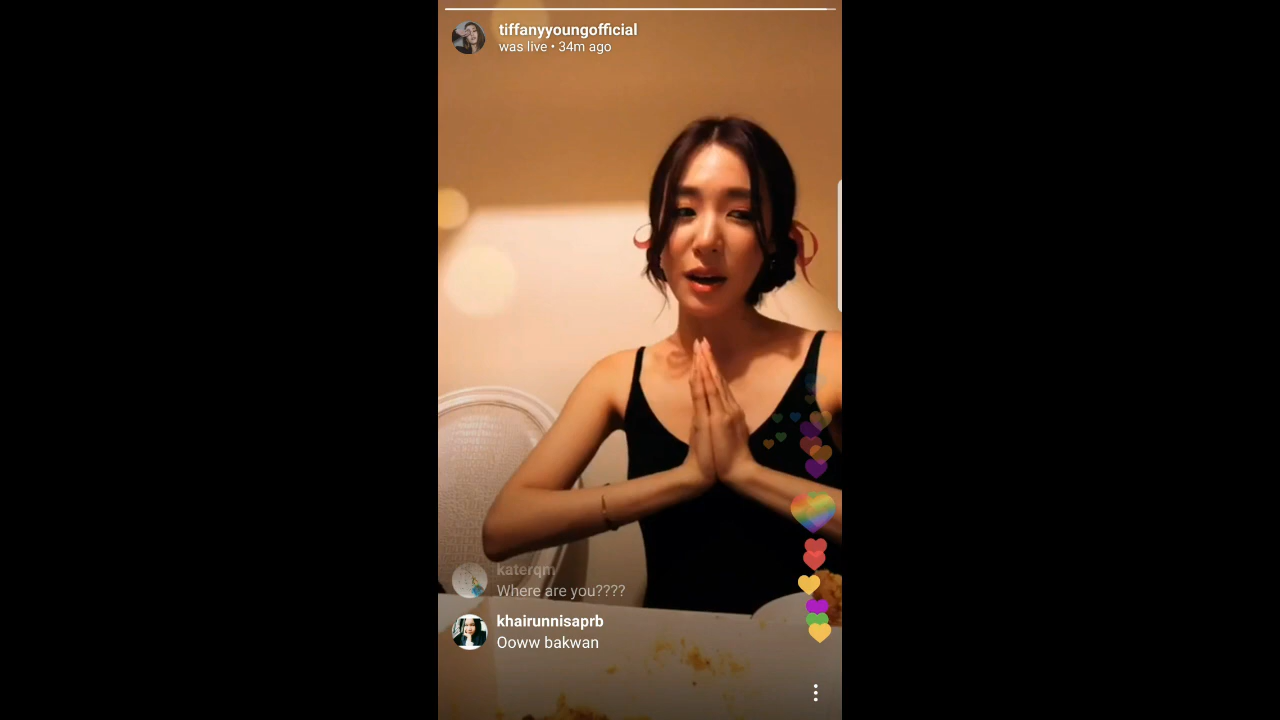 tiffanyyoungofficial
was live • 34m ago
katerqm
Where are you????
khairunnisaprb
Ooww bakwan